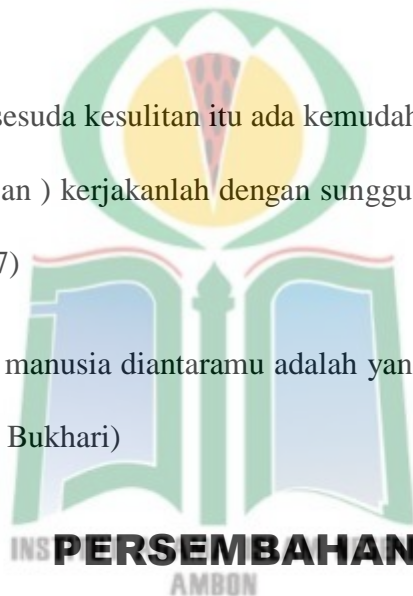 sesuda kesulitan itu ada kemudah
an ) kerjakanlah dengan sunggu
7)
manusia diantaramu adalah yan
Bukhari)
PERSEMBAHAN
AMBON